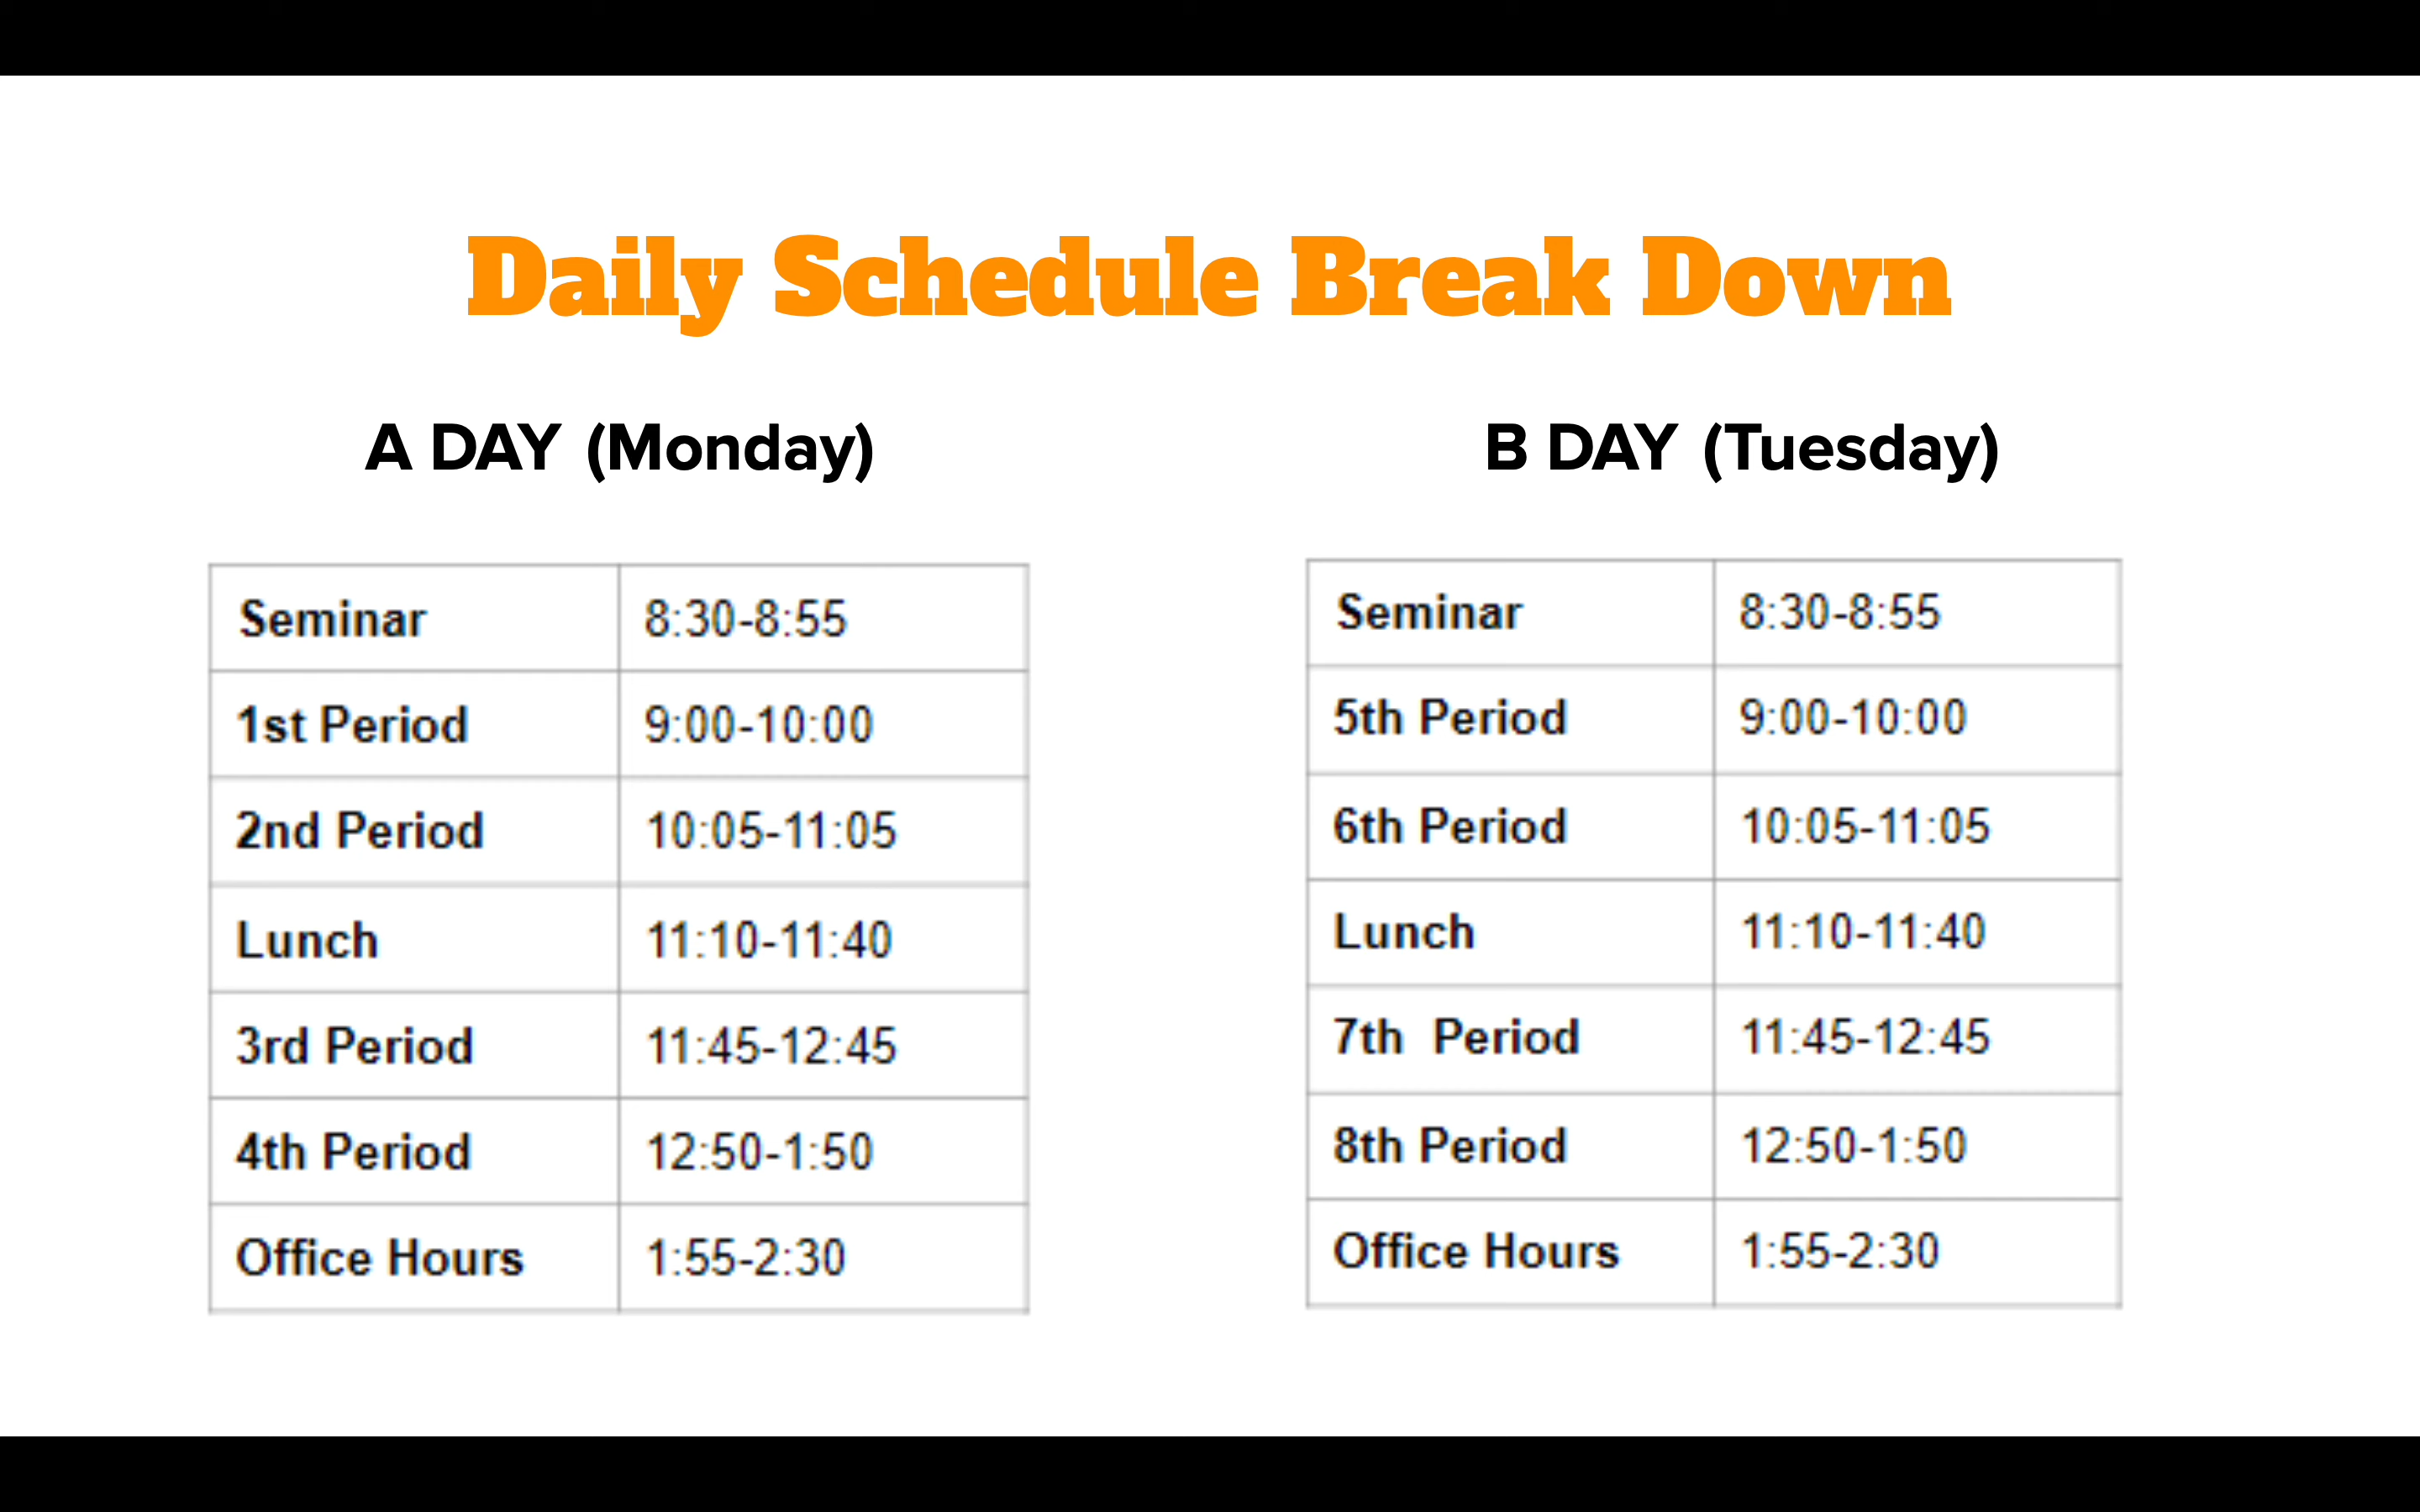 Daily Schedule Break Down
A DAY (Monday)
Seminar 8:30-8:55
1st Period 9:00-10:00
2nd Period 10:05-11:05
Lunch 11:10-11:40
3rd Period 11:45-12:45
4th Period 12:50-1:50
Office Hours 1:55-2:30
B DAY (Tuesday)
Seminar 8:30-8:55
5th Period 9:00-10:00
6th Period 10:05-11:05
Lunch 11:10-11:40
7th  Period 11:45-12:45
8th Period 12:50-1:50
Office Hours 1:55-2:30